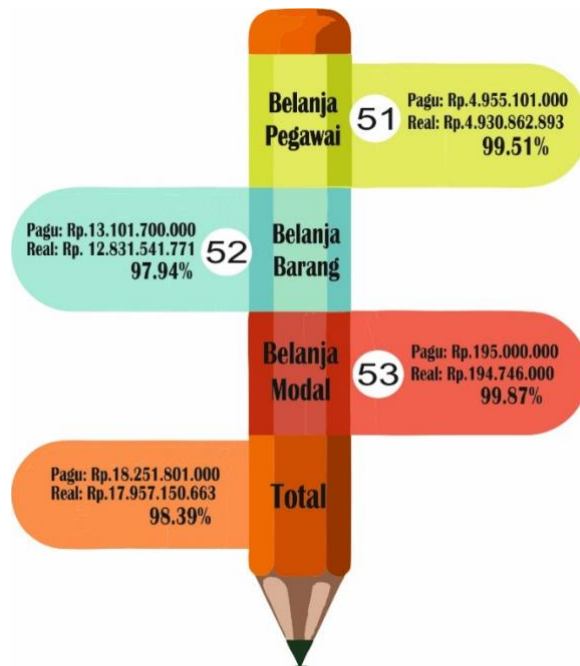 Belanja
Pegawai
51
Pagu: Rp.4.955.101.000
Real: Rp.4.930.862.893
99.51%
Pagu: Rp.13.101.700.000
Real: Rp. 12.831.541.771
97.94%
52
Belanja
Barang
Belanja
Modal
53
Pagu: Rp.195.000.000
Real: Rp.194.746.000
99.87%
Pagu: Rp.18.251.801.000
Real: Rp.17.957.150.663
98.39%
Total